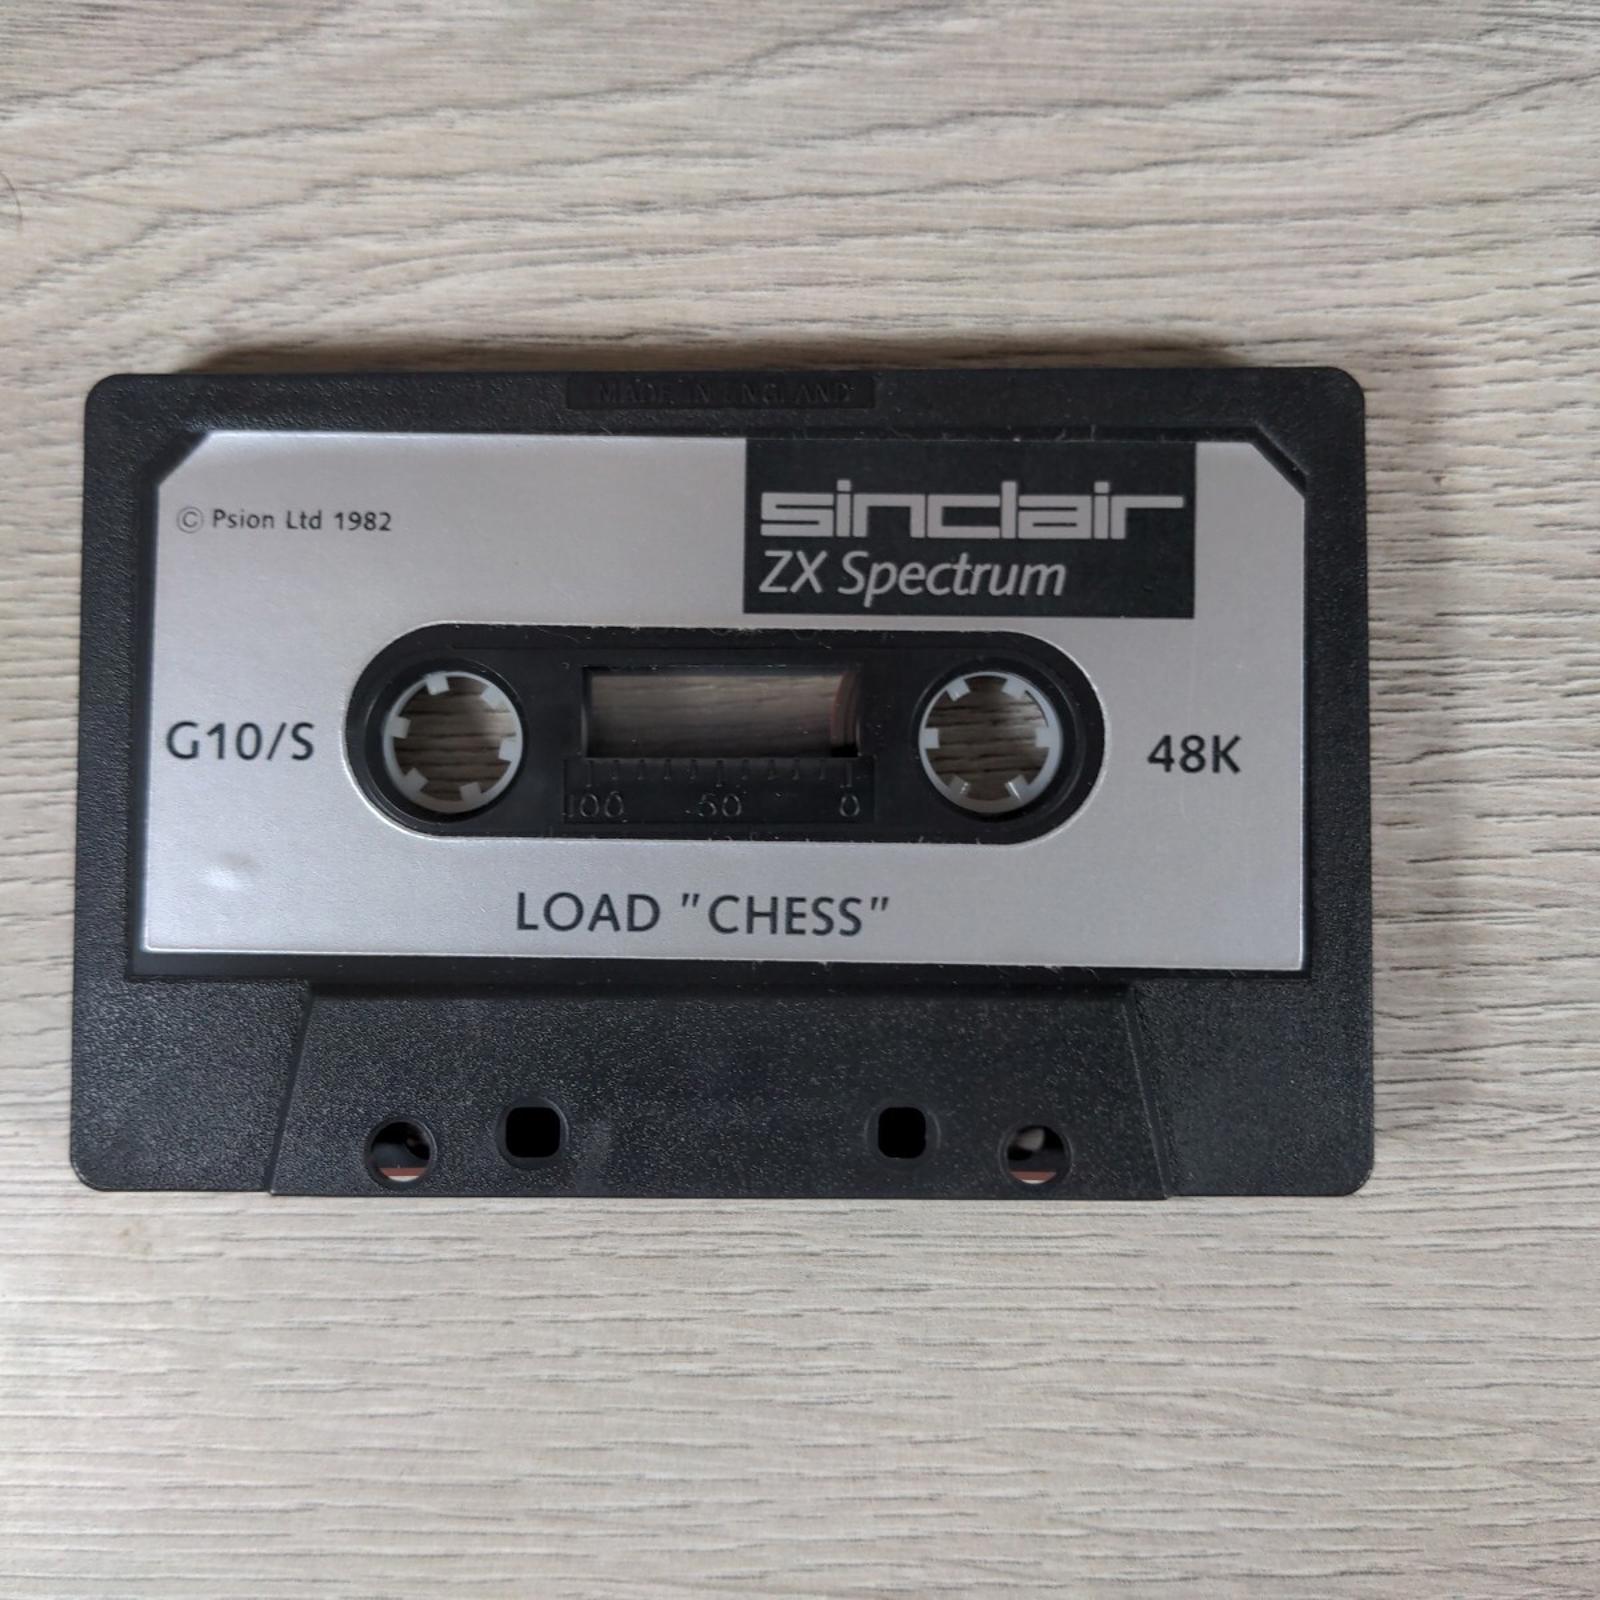 MADE IN ENGLAND
© Psion Ltd 1982
sinclair
ZX Spectrum
G10/S
48K
100 50 0
LOAD "CHESS"